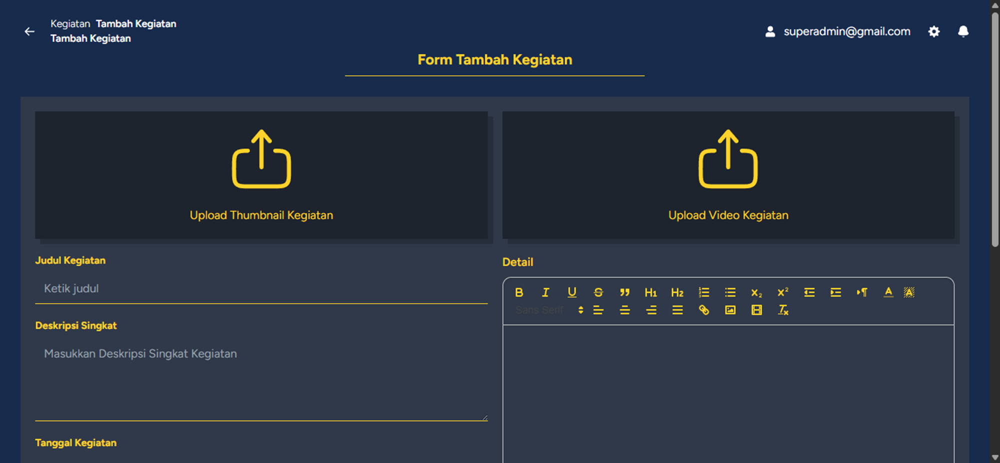 Kegiatan Tambah Kegiatan
Tambah Kegiatan
superadmin@gmail.com
Form Tambah Kegiatan
Upload Thumbnail Kegiatan
Upload Video Kegiatan
Judul Kegiatan
Ketik judul
Deskripsi Singkat
Masukkan Deskripsi Singkat Kegiatan
Tanggal Kegiatan
Detail
B I U S H1 H2 X2 X² A A
Sans Serif